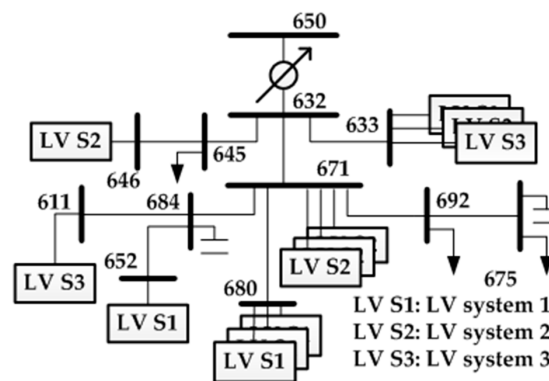 650
632
633
LV S2
645
646
LV S3
671
611
684
692
652
LV S2
LV S3
LV S1
680
675
LV S1
LV S1: LV system 1
LV S2: LV system 2
LV S3: LV system 3